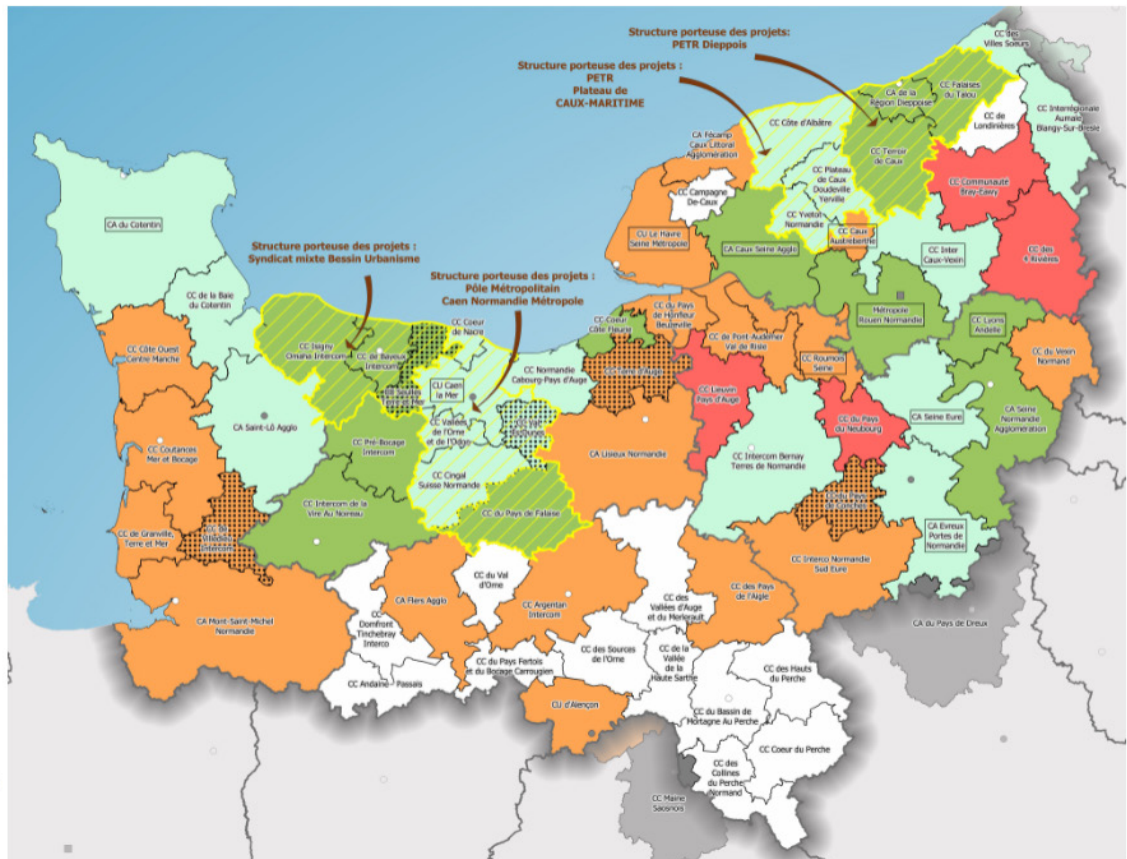 Structure porteuse des projets:
PETR Dieppois
Structure porteuse des projets :
PETR
Plateau de
CAUX-MARITIME
CC des
Villes Sœurs
CC Falaises
du Talou
CA de la
Région Dieppoise
CC Interrégionale
Aumale
Blangy-Sur-Bresle
CC de
Londinières
CC Côte d'Albâtre
CA Fécamp
Caux Littoral
Agglomération
CC Terroir
de Caux
CC Plateau
de Caux
Doudeville
Yerville
CC Communauté
Bray-Eawy
CC Campagne
De-Caux
CC Yvetot
Normandie
CA du Cotentin
CU Le Havre
Seine Métropole
CC Caux
Austreberthe
CA Caux Seine Agglo
CC Inter
Caux-Vexin
CC des
4 Rivières
Structure porteuse des projets :
Syndicat mixte Bessin Urbanisme
Structure porteuse des projets :
Pôle Métropolitain
Caen Normandie Métropole
CC de la Baie
du Cotentin
CC du Pays
de Honfleur
Beuzeville
Métropole
Rouen Normandie
CC Lyons
Andelle
CC Coeur
de Nacre
CC Coeur
Côte Fleurie
CC de Pont-Audemer
Val de Risle
CC Isigny
Omaha Intercom
CC de Bayeux
Intercom
CC Côte Ouest
Centre Manche
CC Roumois
Seine
CC du Vexin
Normand
CC Normandie
Cabourg-Pays d'Auge
CC Terre d'Auge
CU Caen
la Mer
CC Lieuvin
Pays d'Auge
CA Saint-Lô Agglo
CC Vallées
de l'Orne
et de l'Odon
CC du Pays
du Neubourg
CA Seine Eure
CA Seine
Normandie
Agglomération
CC Coutances
Mer et Bocage
CC Pré-Bocage
Intercom
CA Lisieux Normandie
CC Intercom Bernay
Terres de Normandie
CC Cingal
Suisse Normande
CC Intercom de la
Vire Au Noireau
CC du Pays de Falaise
CC du Pays
de Conches
CC de Granville,
Terre et Mer
CC de
Villedieu
Intercom
CA Evreux
Portes de
Normandie
CC Interco Normandie
Sud Eure
CC du Val
d'Orne
CA Flers Agglo
CC Argentan
Intercom
CC des Pays
de l'Aigle
CC des
Vallées d'Auge
et du Merlerault
CA Mont-Saint-Michel
Normandie
CC
Domfront
Tinchebray
Interco
CA du Pays de Dreux
CC des Sources
de l'Orne
CC de la
Vallée
de la
Haute Sarthe
CC du Pays Fertois
et du Bocage Carrougien
CC des Hauts
du Perche
CC Andaine - Passais
CU d'Alençon
CC du Bassin de
Mortagne Au Perche
CC Coeur du Perche
CC des
Collines
du Perche
Normand
CC Maine
Saosnois